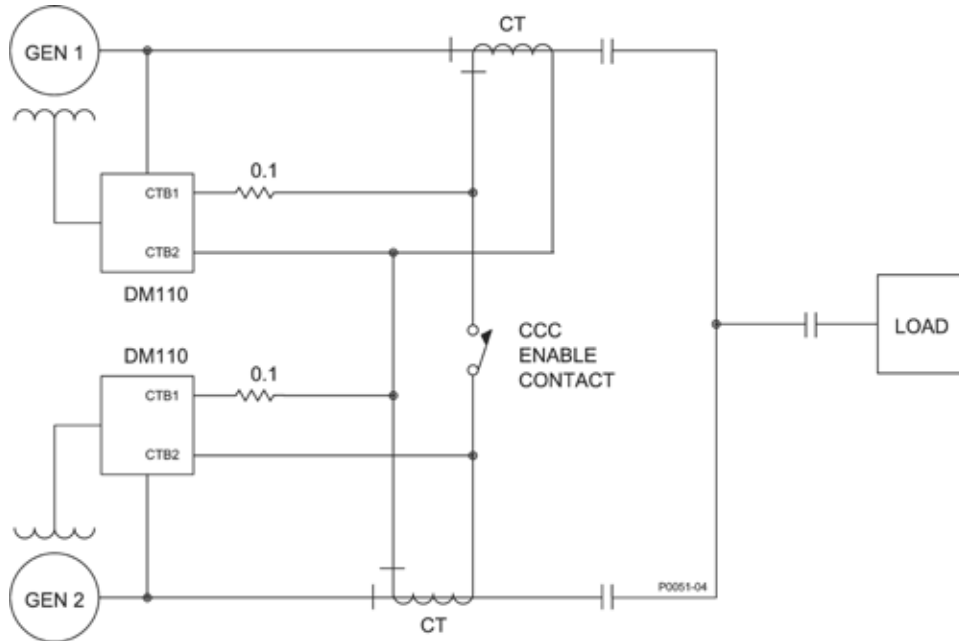 CT
GEN 1
0.1
CTB1
CTB2
DM110
CCC
ENABLE
CONTACT
LOAD
DM110
0.1
CTB1
CTB2
P0051-04
GEN 2
CT